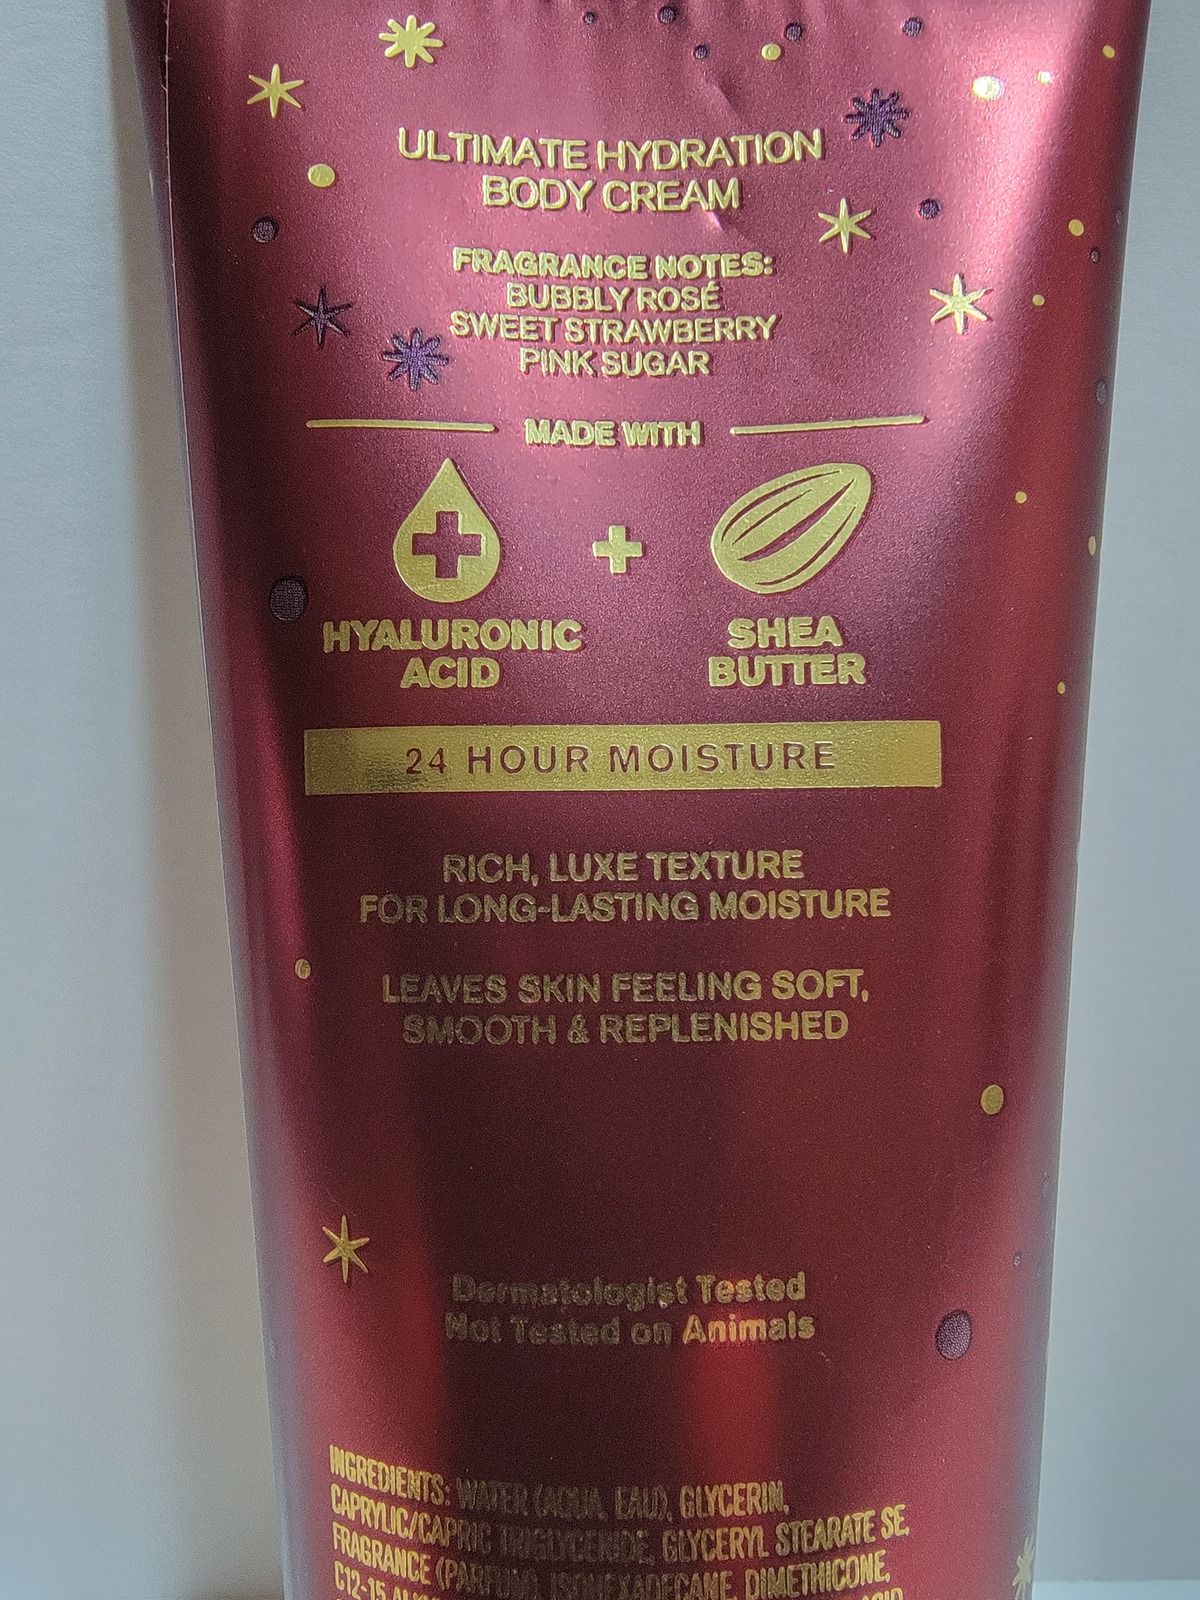 ULTIMATE HYDRATION
BODY CREAM
FRAGRANCE NOTES:
BUBBLY ROSÉ
SWEET STRAWBERRY
PINK SUGAR
MADE WITH
HYALURONIC
ACID
SHEA
BUTTER
24 HOUR MOISTURE
RICH, LUXE TEXTURE
FOR LONG-LASTING MOISTURE
LEAVES SKIN FEELING SOFT,
SMOOTH & REPLENISHED
Dermatologist Tested
Not Tested on Animals
INGREDIENTS: WATER (AQUA, EAU), GLYCERIN,
CAPRYLIC/CAPRIC TRIGLYCERIDE, GLYCERYL STEARATE SE,
FRAGRANCE (PARFUM), ISOHEXADECANE, DIMETHICONE,
C12-15